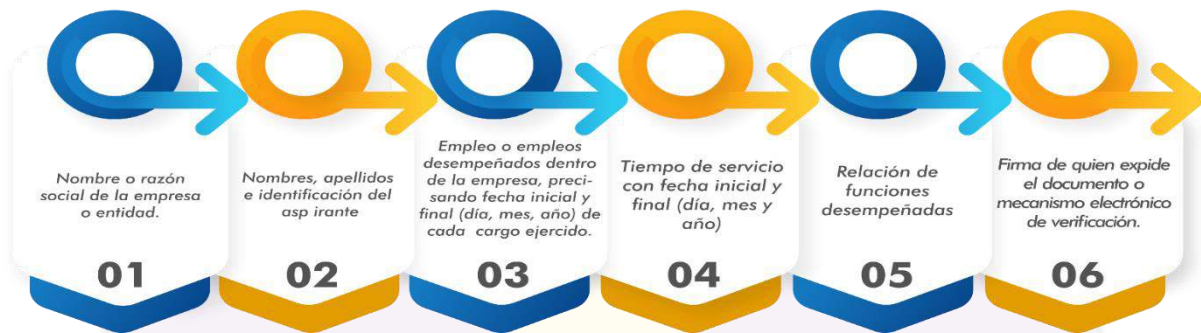 Nombre o razón
social de la empresa
o entidad.
01
Nombres, apellidos
e identificación del
asp irante
02
Empleo o empleos
desempeñados dentro
de la empresa, preci-
sando fecha inicial y
final (día, mes, año) de
cada cargo ejercido.
03
Tiempo de servicio
con fecha inicial y
final (día, mes y
año)
04
Relación de
funciones
desempeñadas
05
Firma de quien expide
el documento o
mecanismo electrónico
de verificación.
06